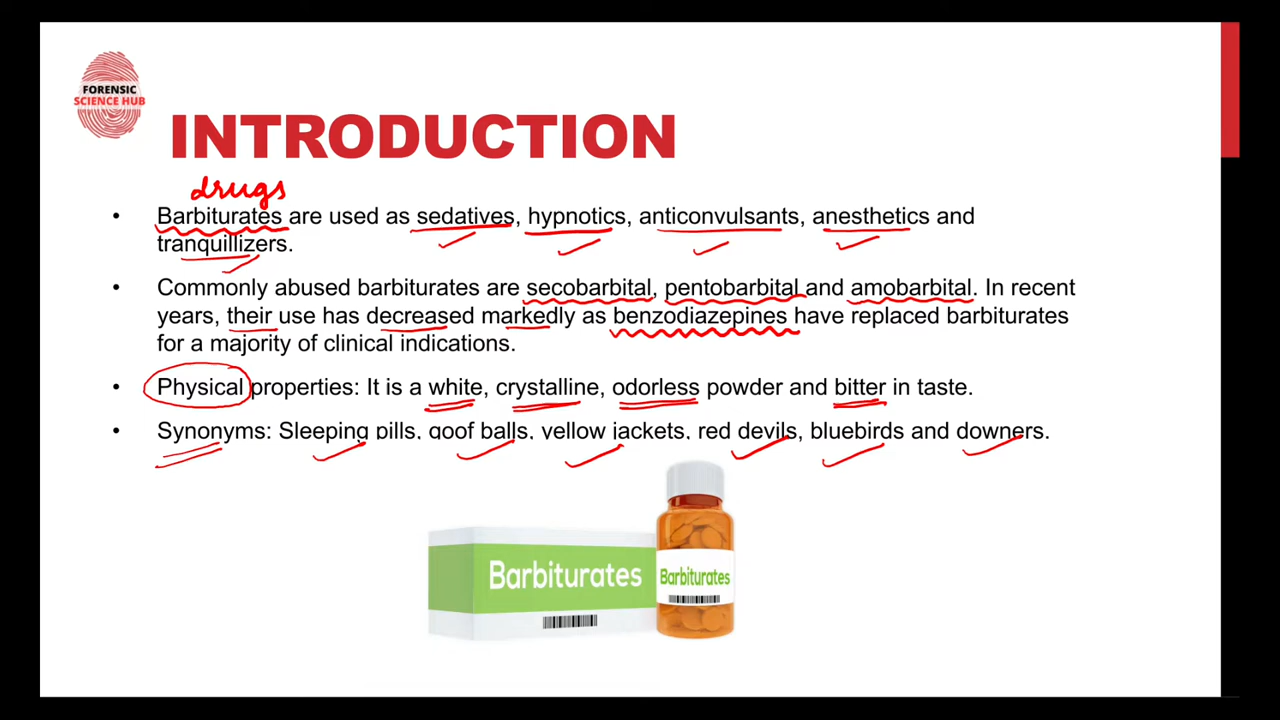 FORENSIC
SCIENCE HUB
INTRODUCTION
drugs
• Barbiturates are used as sedatives, hypnotics, anticonvulsants, anesthetics and
tranquillizers.
• Commonly abused barbiturates are secobarbital, pentobarbital and amobarbital. In recent
years, their use has decreased markedly as benzodiazepines have replaced barbiturates
for a majority of clinical indications.
• Physical properties: It is a white, crystalline, odorless powder and bitter in taste.
• Synonyms: Sleeping pills, goof balls, yellow jackets, red devils, bluebirds and downers.
Barbiturates
Barbiturates